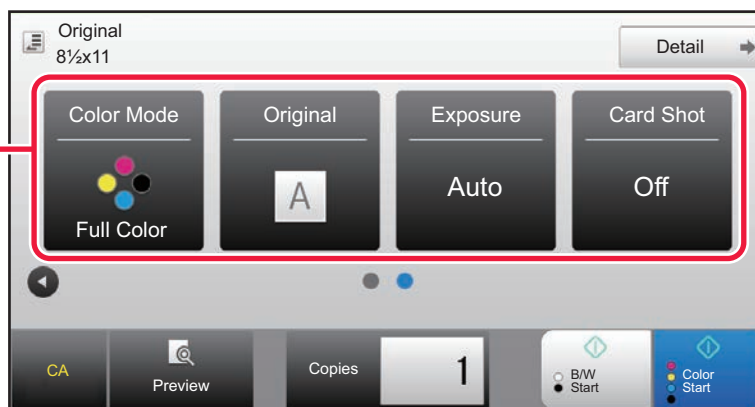 Original
8½x11
Detail
Color Mode
Original
Exposure
Card Shot
A
Auto
Off
Full Color
CA
Preview
Copies
1
B/W
Start
Color
Start